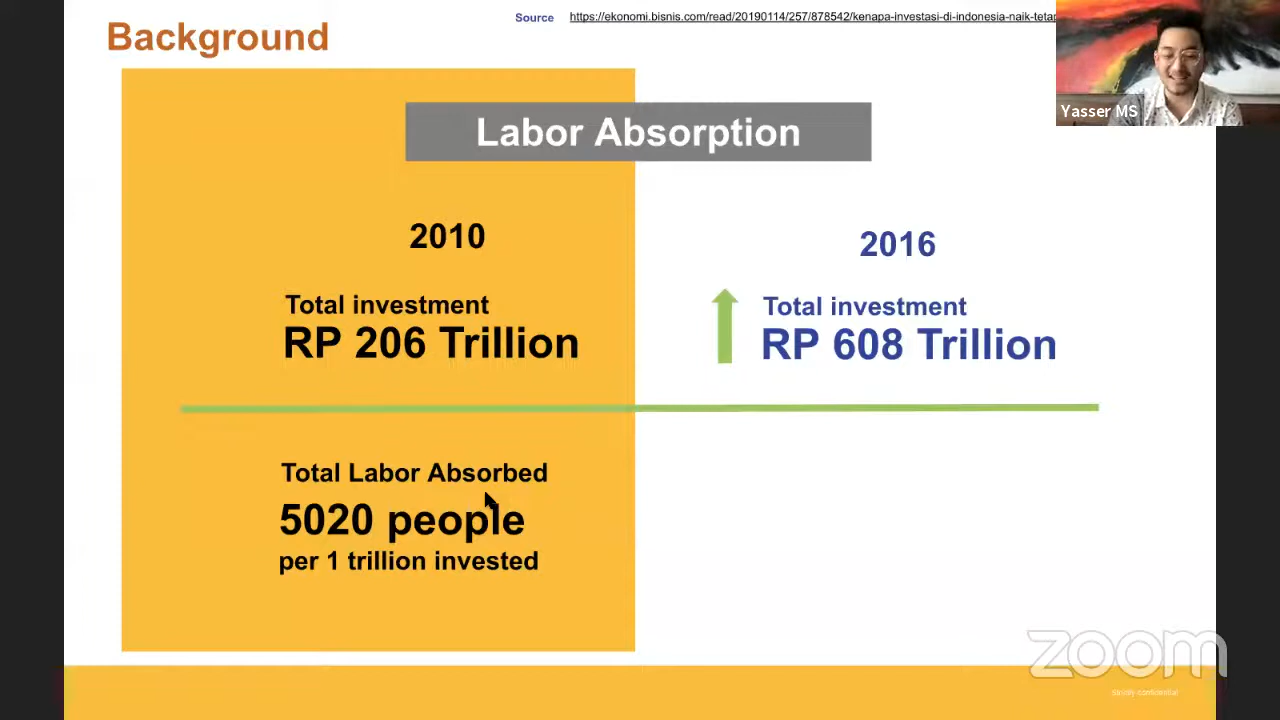 Background
Source https://ekonomi.bisnis.com/read/20190114/257/878542/kenapa-investasi-di-indonesia-naik-tetap
Yasser MS
Labor Absorption
2010
Total investment
RP 206 Trillion
Total Labor Absorbed
5020 people
per 1 trillion invested
2016
Total investment
RP 608 Trillion
zoom
Strictly confidential